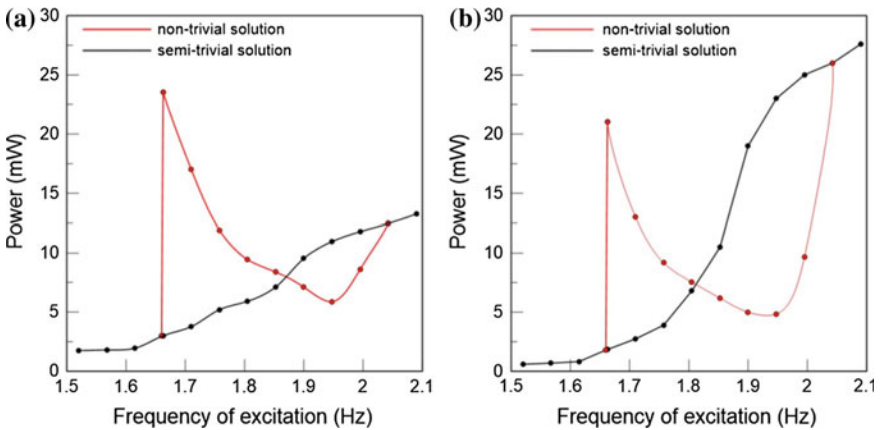 (a)
Power (mW)
30
25
20
15
10
5
0
non-trivial solution
semi-trivial solution
1.5 1.6 1.7 1.8 1.9 2 2.1
Frequency of excitation (Hz)
(b)
Power (mW)
30
25
20
15
10
5
0
non-trivial solution
semi-trivial solution
1.5 1.6 1.7 1.8 1.9 2 2.1
Frequency of excitation (Hz)